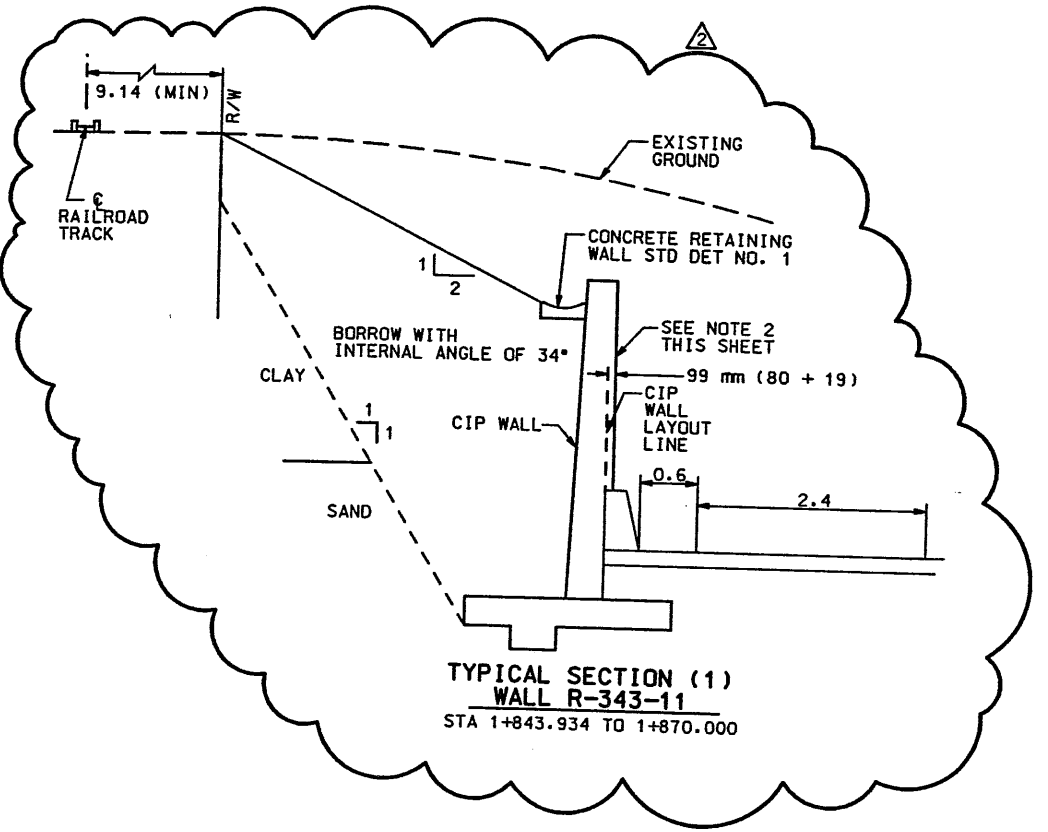 2
9.14 (MIN)
R/W
EXISTING
GROUND
℄
RAILROAD
TRACK
CONCRETE RETAINING
WALL STD DET NO. 1
1
2
SEE NOTE 2
THIS SHEET
BORROW WITH
INTERNAL ANGLE OF 34°
99 mm (80 + 19)
CLAY
CIP
WALL
LAYOUT
LINE
1
1
CIP WALL
0.6
2.4
SAND
TYPICAL SECTION (1)
WALL R-343-11
STA 1+843.934 TO 1+870.000